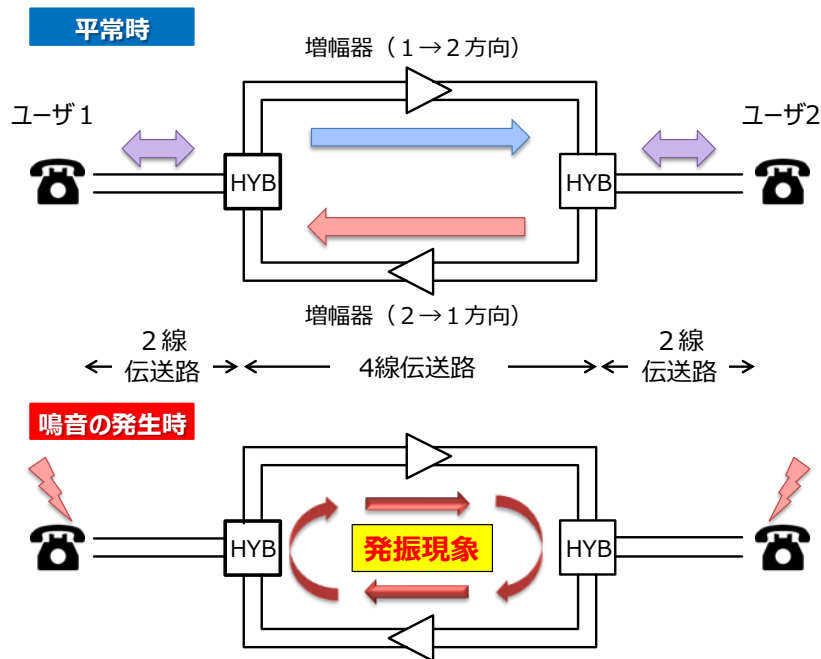 平常時
増幅器（１→２方向）
ユーザ１
ユーザ2
HYB
HYB
増幅器（２→１方向）
２線
伝送路
4線伝送路
２線
伝送路
鳴音の発生時
HYB
発振現象
HYB